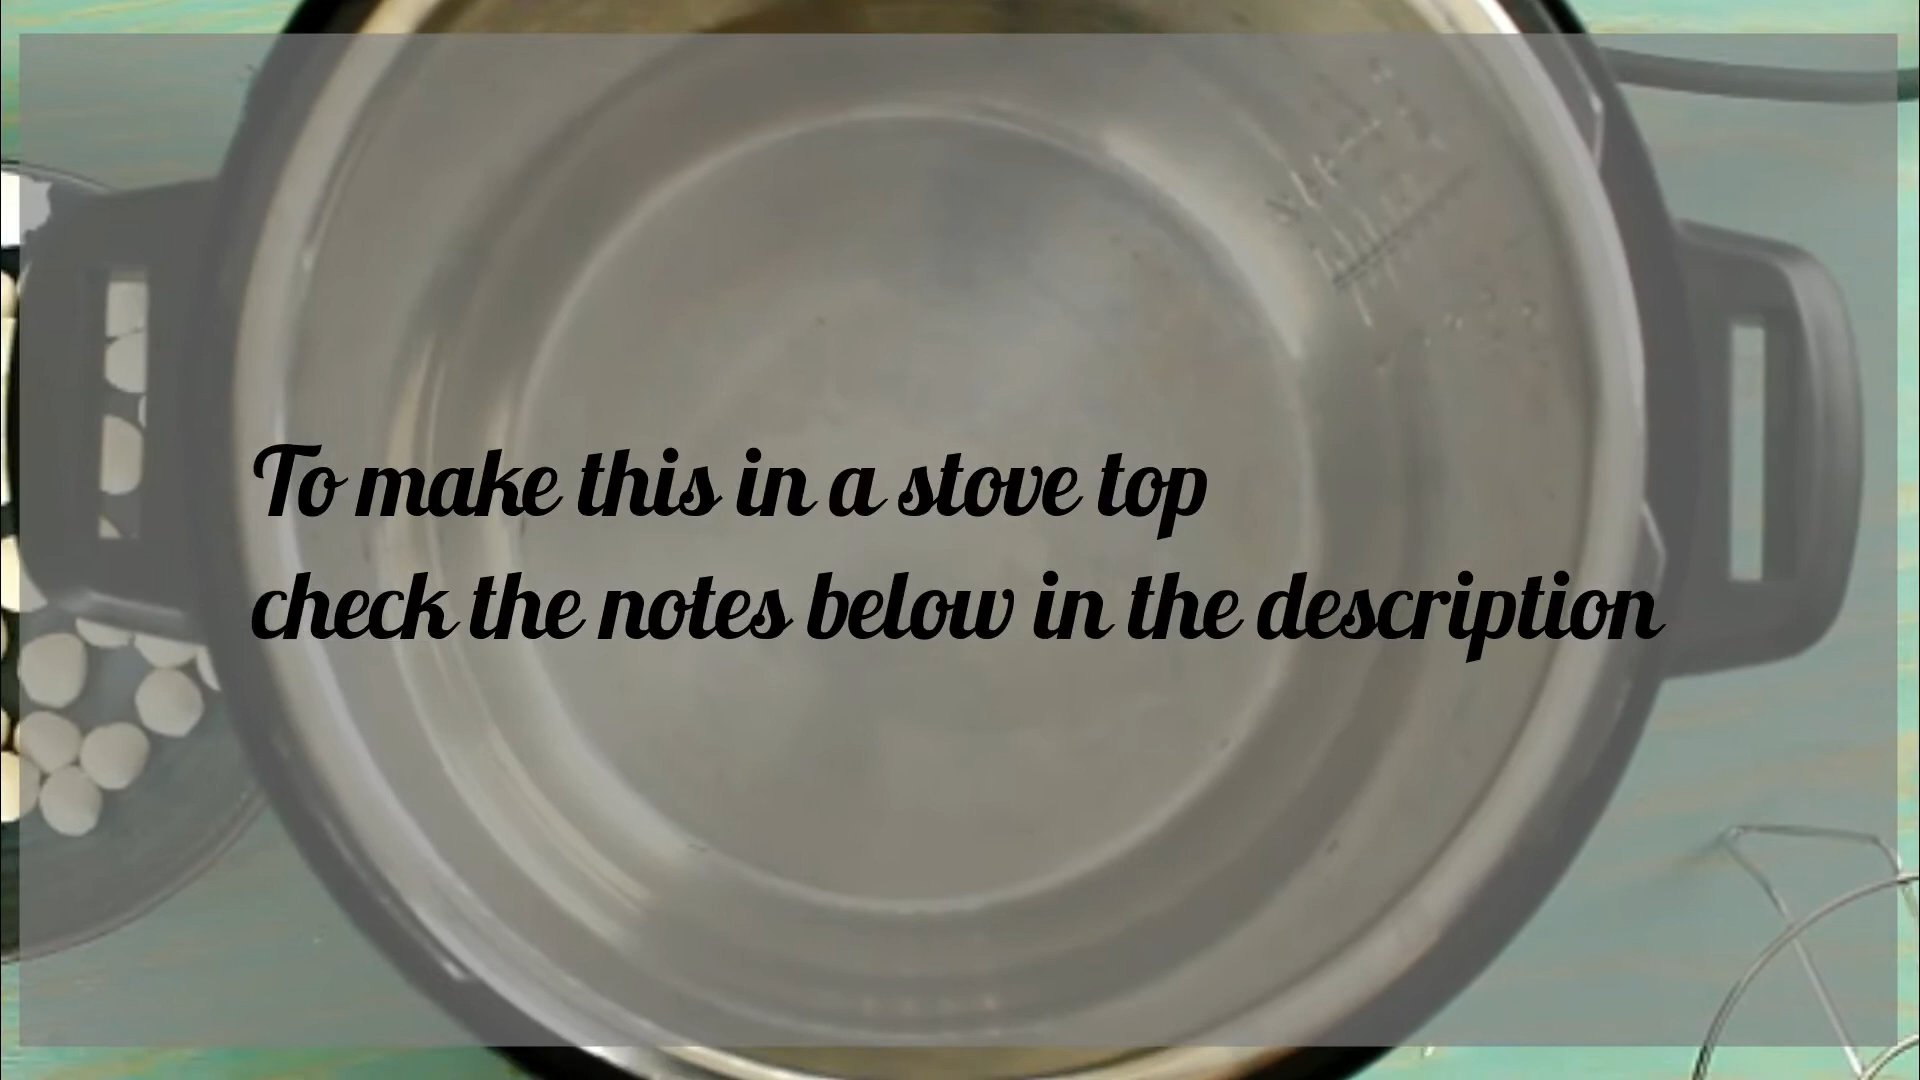 To make this in a stove top
check the notes below in the description